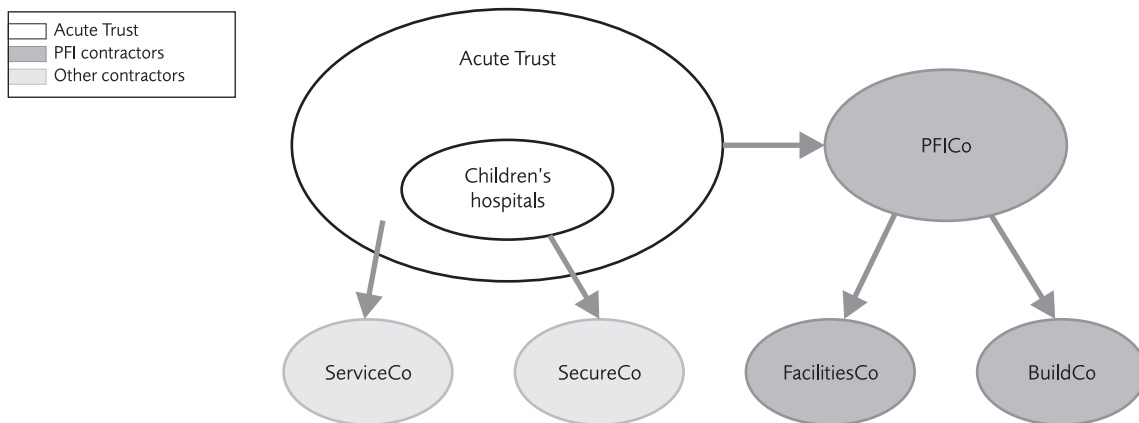 Acute Trust
PFI contractors
Other contractors
Acute Trust
Children's
hospitals
PFICo
ServiceCo
SecureCo
FacilitiesCo
BuildCo